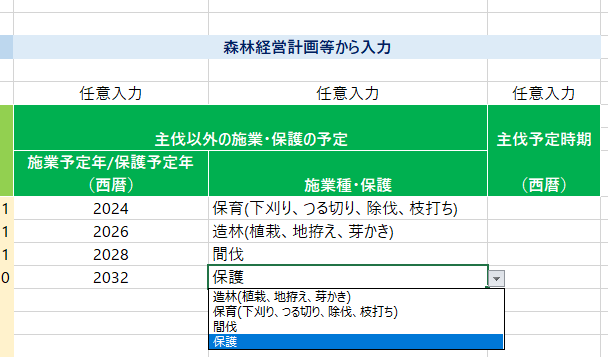 森林経営計画等から入力
任意入力 任意入力 任意入力
主伐以外の施業・保護の予定 主伐予定時期
施業予定年/保護予定年 施業種・保護
（西暦） （西暦）
1 2024 保育(下刈り、つる切り、除伐、枝打ち)
1 2026 造林(植栽、地拵え、芽かき)
1 2028 間伐
0 2032 保護
造林(植栽、地拵え、芽かき)
保育(下刈り、つる切り、除伐、枝打ち)
間伐
保護